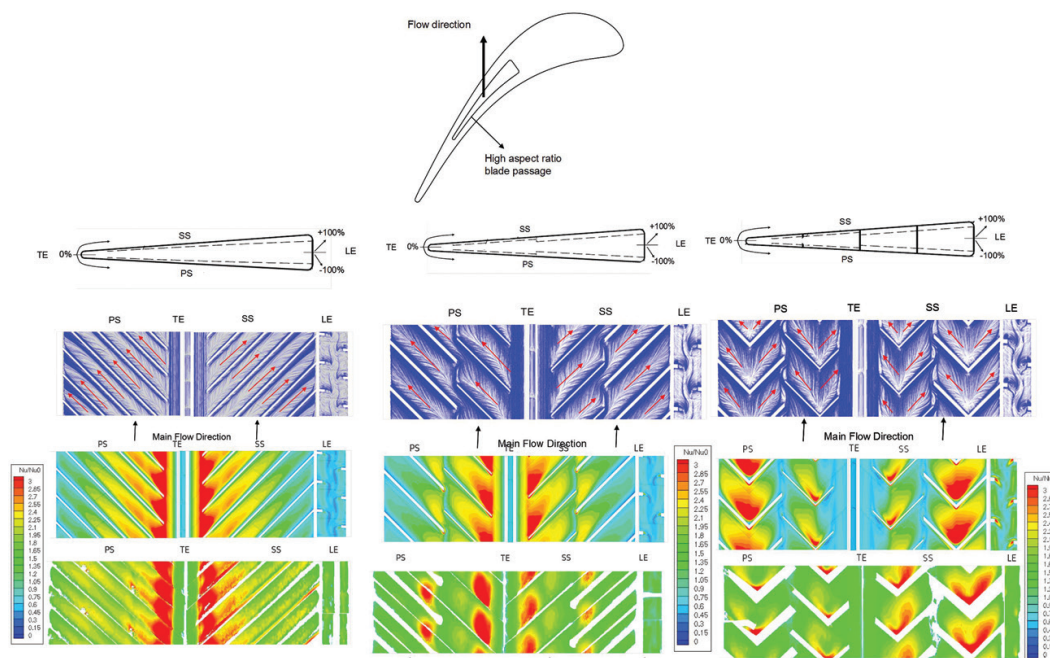 Flow direction
High aspect ratio
blade passage
SS
+100%
TE 0%
LE
-100%
PS
SS
+100%
TE 0%
LE
-100%
PS
SS
+100%
TE 0%
LE
-100%
PS
PS TE SS LE
PS TE SS LE
PS TE SS LE
Main Flow Direction
PS TE SS LE
Main Flow Direction
PS TE SS LE
Main Flow Direction
PS TE SS LE
Nu/Nu0
3
2.85
2.7
2.55
2.4
2.25
2.1
1.95
1.8
1.65
1.5
1.35
1.2
1.05
0.9
0.75
0.6
0.45
0.3
0.15
0
PS TE SS LE
Nu/Nu0
3
2.85
2.7
2.55
2.4
2.25
2.1
1.95
1.8
1.65
1.5
1.35
1.2
1.05
0.9
0.75
0.6
0.45
0.3
0.15
0
PS TE SS LE
PS TE SS LE